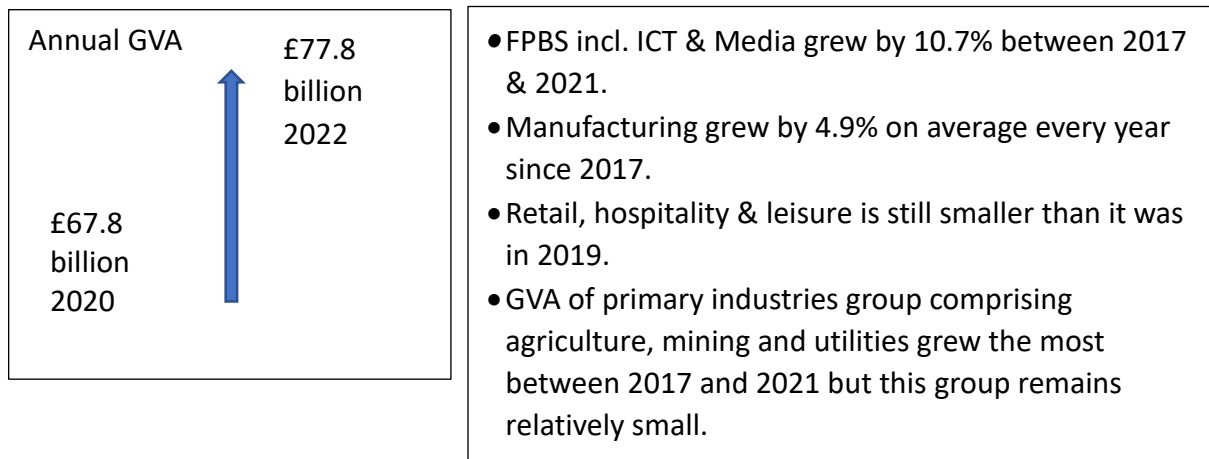 Annual GVA
£77.8
billion
2022
£67.8
billion
2020
•FPBS incl. ICT & Media grew by 10.7% between 2017
& 2021.
•Manufacturing grew by 4.9% on average every year
since 2017.
•Retail, hospitality & leisure is still smaller than it was
in 2019.
•GVA of primary industries group comprising
agriculture, mining and utilities grew the most
between 2017 and 2021 but this group remains
relatively small.